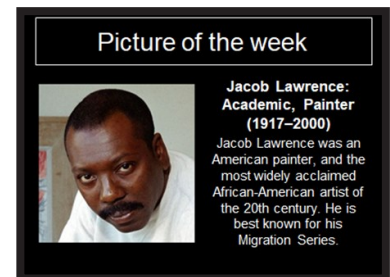 Picture of the week
Jacob Lawrence:
Academic, Painter
(1917–2000)
Jacob Lawrence was an
American painter, and the
most widely acclaimed
African-American artist of
the 20th century. He is
best known for his
Migration Series.